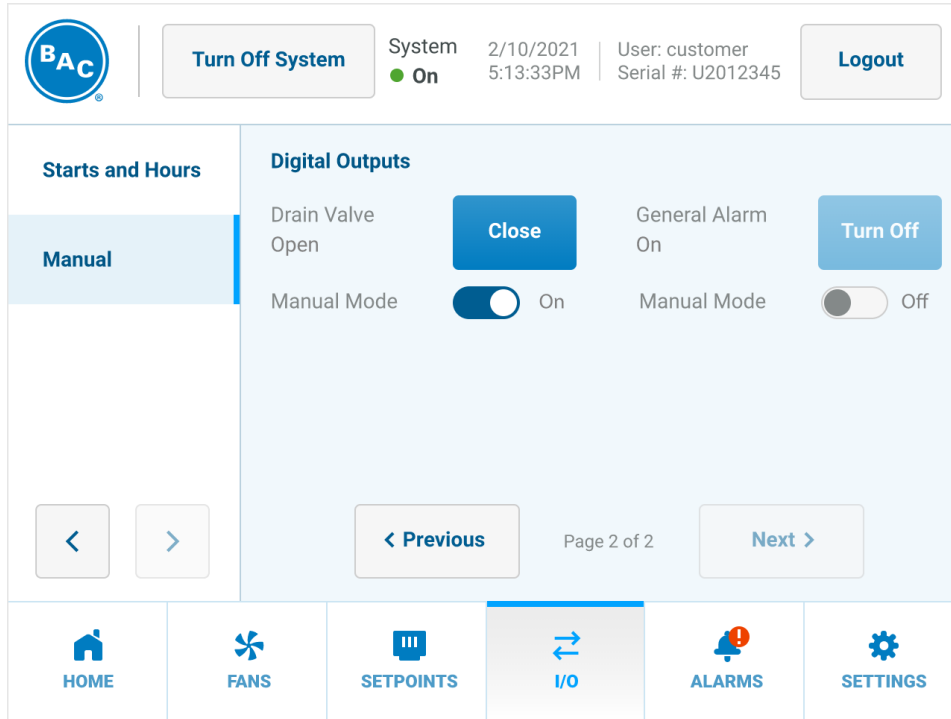 BAC
®
Turn Off System
System
On
2/10/2021
5:13:33PM
User: customer
Serial #: U2012345
Logout
Starts and Hours
Manual
Digital Outputs
Drain Valve
Open
Close
General Alarm
On
Turn Off
Manual Mode
On
Manual Mode
Off
< Previous
Page 2 of 2
Next >
HOME
FANS
SETPOINTS
I/O
ALARMS
SETTINGS